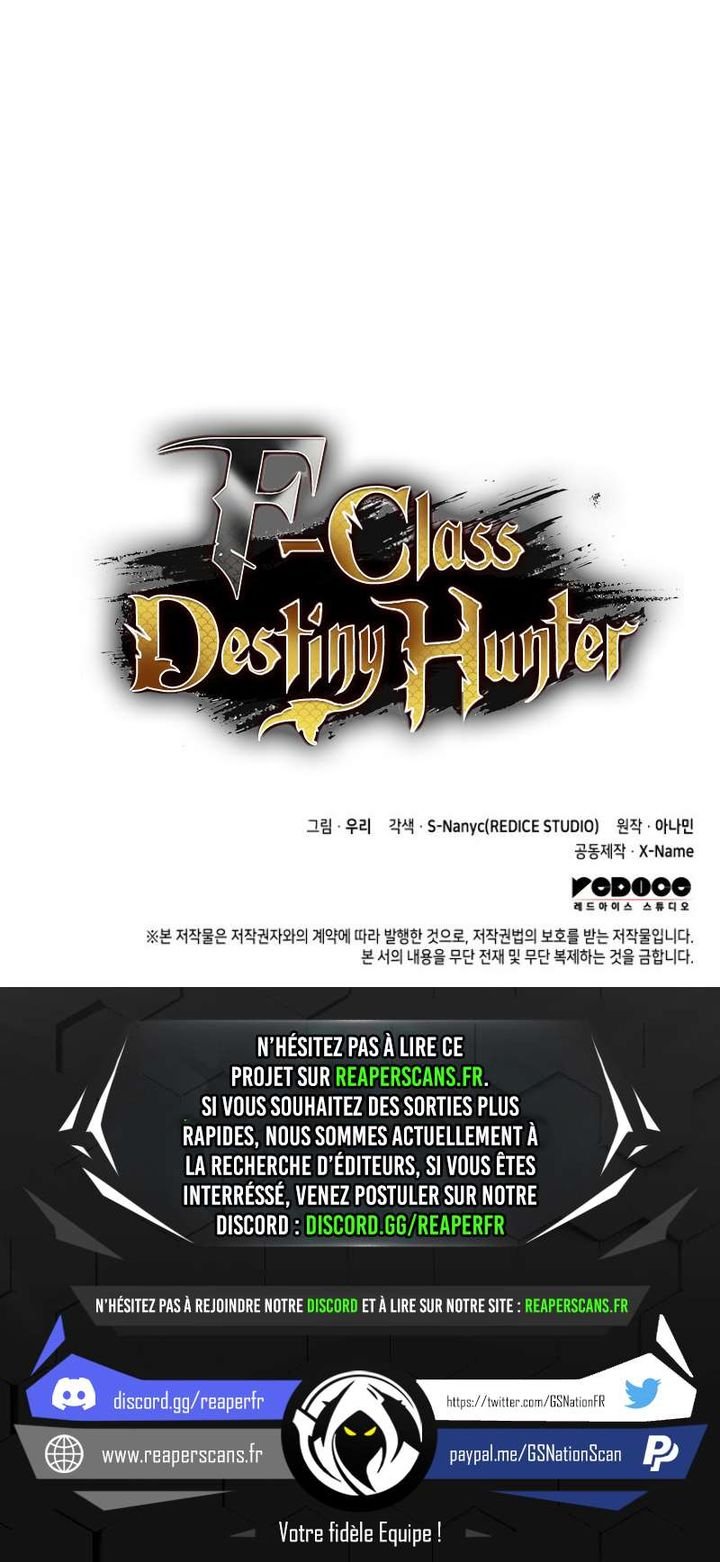 F-Class
Destiny Hunter
그림 · 우리 각색 · S-Nanyc(REDICE STUDIO) 원작 · 아나민
공동제작 · X-Name
REDICE
레드아이스 스튜디오
※본 저작물은 저작권자와의 계약에 따라 발행한 것으로, 저작권법의 보호를 받는 저작물입니다.
본 서의 내용을 무단 전재 및 무단 복제하는 것을 금합니다.
N'HÉSITEZ PAS À LIRE CE
PROJET SUR REAPERSCANS.FR.
SI VOUS SOUHAITEZ DES SORTIES PLUS
RAPIDES, NOUS SOMMES ACTUELLEMENT À
LA RECHERCHE D'ÉDITEURS, SI VOUS ÊTES
INTERRÉSSÉ, VENEZ POSTULER SUR NOTRE
DISCORD : DISCORD.GG/REAPERFR
N'HÉSITEZ PAS À REJOINDRE NOTRE DISCORD ET À LIRE SUR NOTRE SITE : REAPERSCANS.FR
discord.gg/reaperfr
https://twitter.com/GSNationFR
www.reaperscans.fr
paypal.me/GSNationScan
Votre fidèle Equipe !